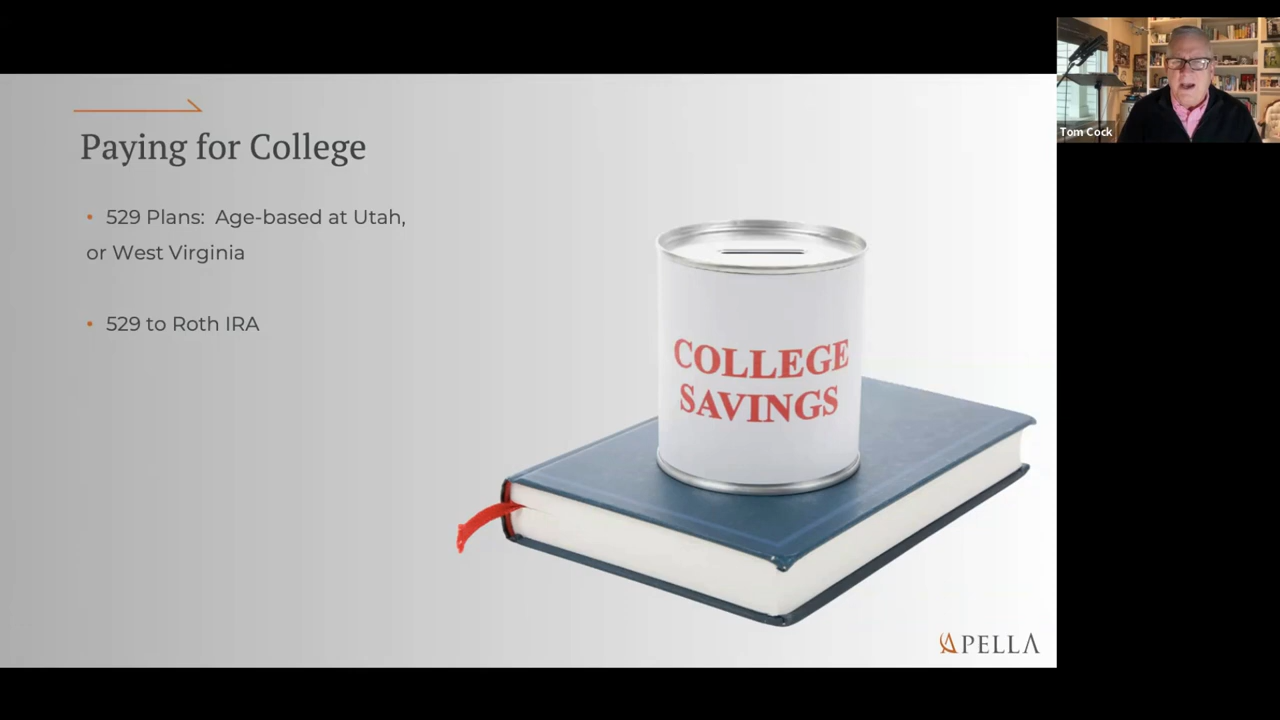 Paying for College
• 529 Plans: Age-based at Utah,
or West Virginia
• 529 to Roth IRA
COLLEGE
SAVINGS
APELLA
Tom Cock